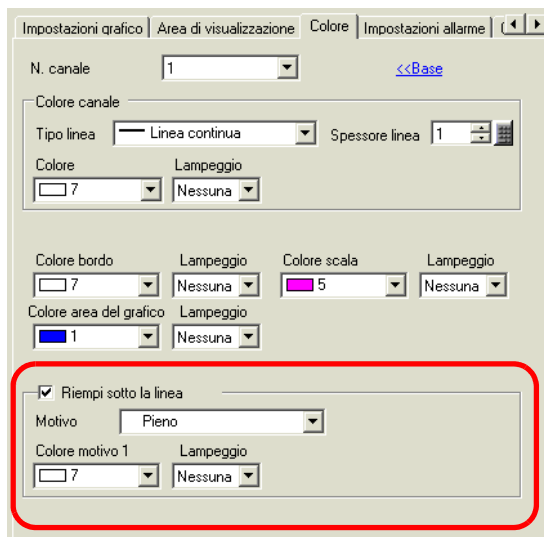 Impostazioni grafico Area di visualizzazione Colore Impostazioni allarme
N. canale 1 <<Base
Colore canale
Tipo linea Linea continua Spessore linea 1
Colore Lampeggio
7 Nessuna
Colore bordo Lampeggio Colore scala Lampeggio
7 Nessuna 5 Nessuna
Colore area del grafico Lampeggio
1 Nessuna
Riempi sotto la linea
Motivo Pieno
Colore motivo 1 Lampeggio
7 Nessuna